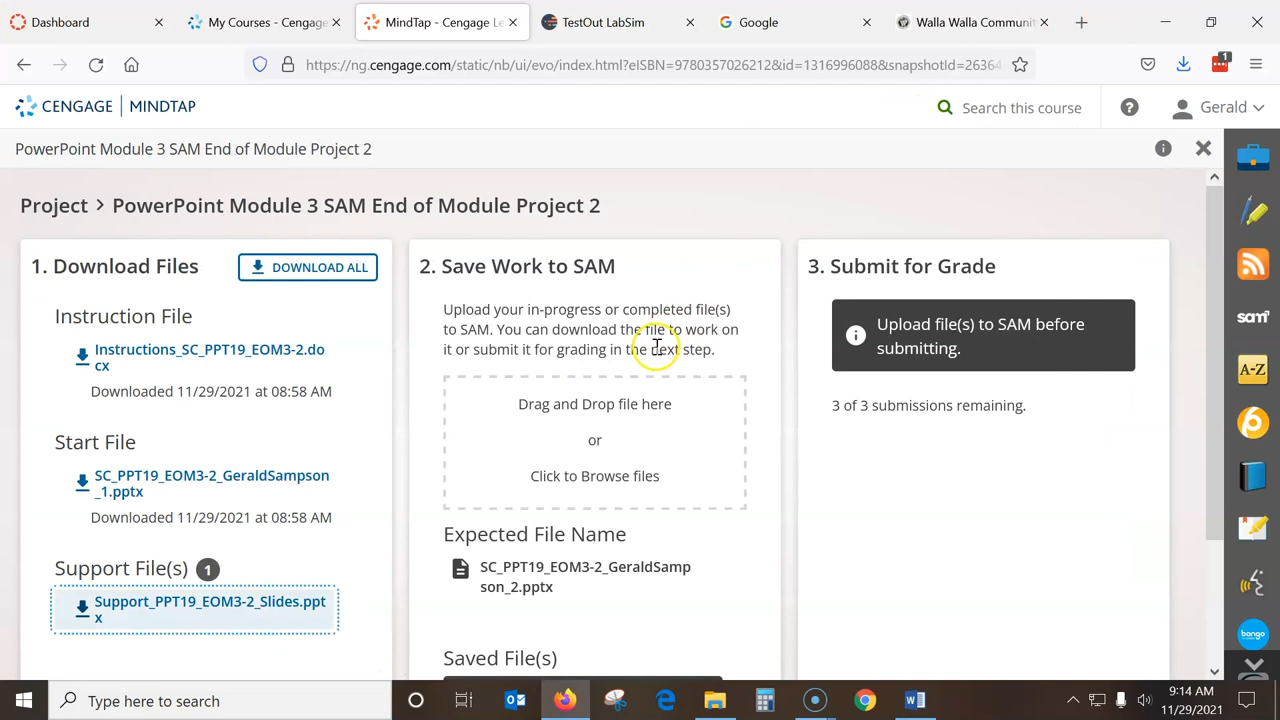 Dashboard
My Courses - Cengage
MindTap - Cengage Le
TestOut LabSim
Google
Walla Walla Communi
https://ng.cengage.com/static/nb/ui/evo/index.html?eISBN=9780357026212&id=1316996088&snapshotId=26364
1
CENGAGE | MINDTAP
Search this course
Gerald
PowerPoint Module 3 SAM End of Module Project 2
Project > PowerPoint Module 3 SAM End of Module Project 2
1. Download Files
DOWNLOAD ALL
Instruction File
Instructions_SC_PPT19_EOM3-2.do
cx
Downloaded 11/29/2021 at 08:58 AM
Start File
SC_PPT19_EOM3-2_GeraldSampson
_1.pptx
Downloaded 11/29/2021 at 08:58 AM
Support File(s) 1
Support_PPT19_EOM3-2_Slides.ppt
x
2. Save Work to SAM
Upload your in-progress or completed file(s)
to SAM. You can download the file to work on
it or submit it for grading in the next step.
Drag and Drop file here
or
Click to Browse files
Expected File Name
SC_PPT19_EOM3-2_GeraldSamp
son_2.pptx
Saved File(s)
3. Submit for Grade
Upload file(s) to SAM before
submitting.
3 of 3 submissions remaining.
sam
A-Z
bongo
Type here to search
9:14 AM
11/29/2021